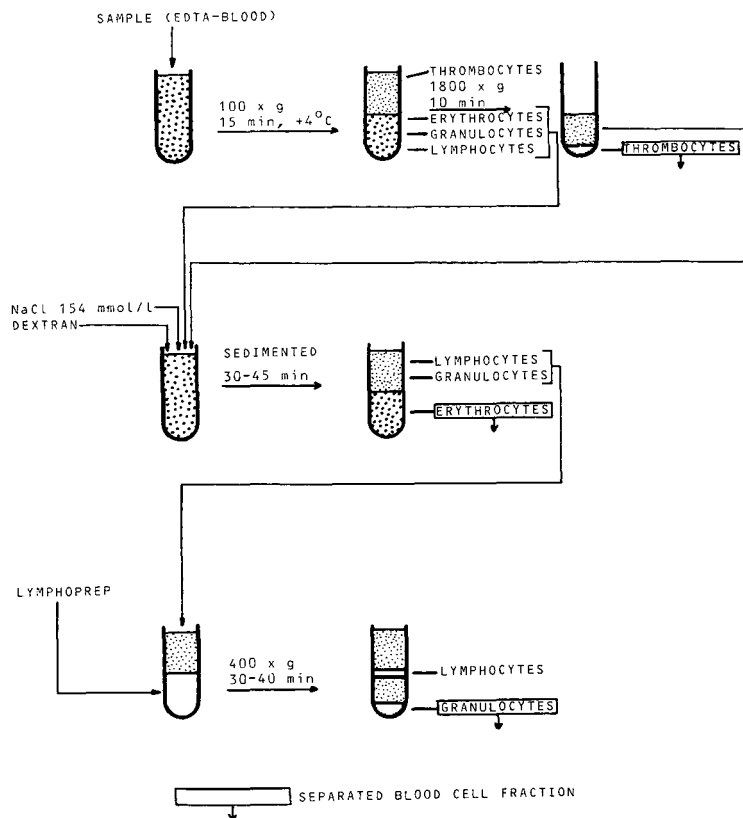 SAMPLE (EDTA-BLOOD)
100 x g
15 min, +4°C
THROMBOCYTES
1800 x g
10 min
ERYTHROCYTES
GRANULOCYTES
LYMPHOCYTES
THROMBOCYTES
NaCl 154 mmol/l
DEXTRAN
SEDIMENTED
30-45 min
LYMPHOCYTES
GRANULOCYTES
ERYTHROCYTES
LYMPHOPREP
400 x g
30-40 min
LYMPHOCYTES
GRANULOCYTES
SEPARATED BLOOD CELL FRACTION